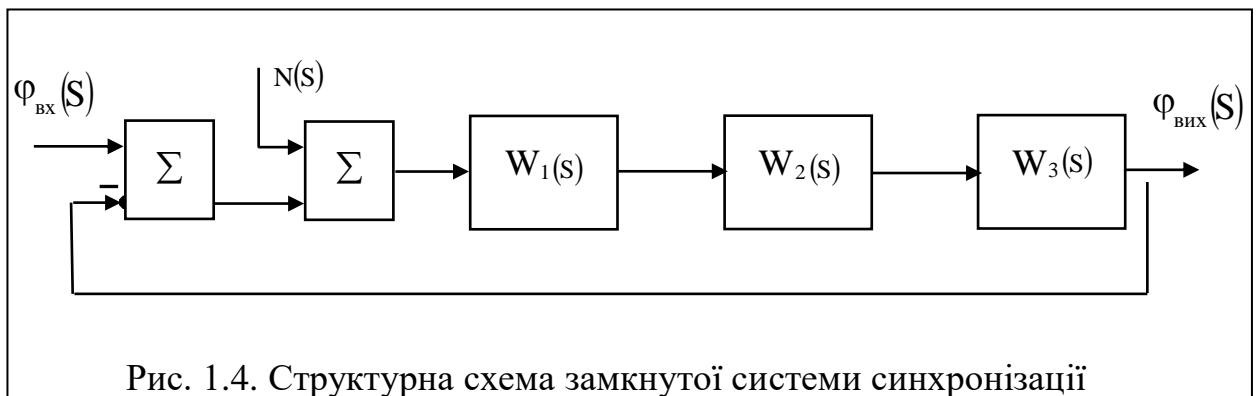 N(S)
φвх(S)
φвих(S)
–
Σ
Σ
W1(S)
W2(S)
W3(S)
Рис. 1.4. Структурна схема замкнутої системи синхронізації